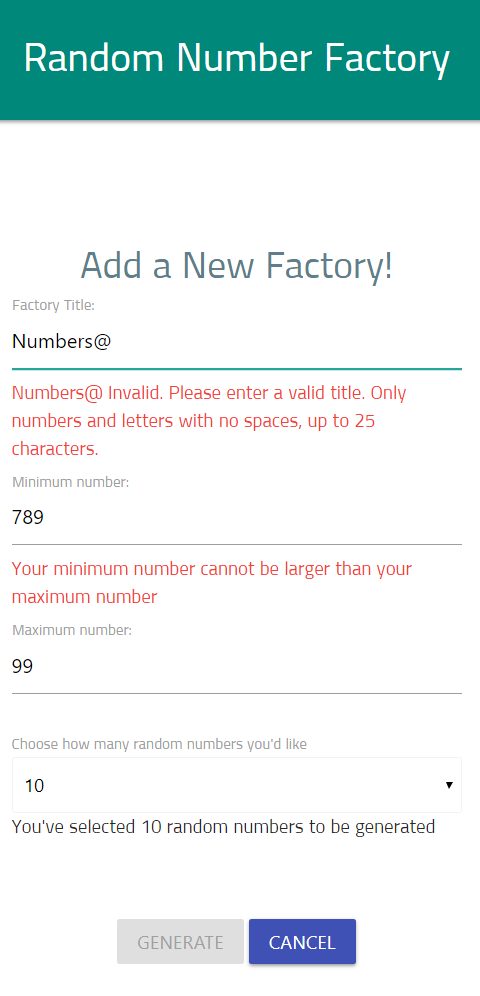 Random Number Factory
Add a New Factory!
Factory Title:
Numbers@
Numbers@ Invalid. Please enter a valid title. Only
numbers and letters with no spaces, up to 25
characters.
Minimum number:
789
Your minimum number cannot be larger than your
maximum number
Maximum number:
99
Choose how many random numbers you'd like
10
You've selected 10 random numbers to be generated
GENERATE CANCEL